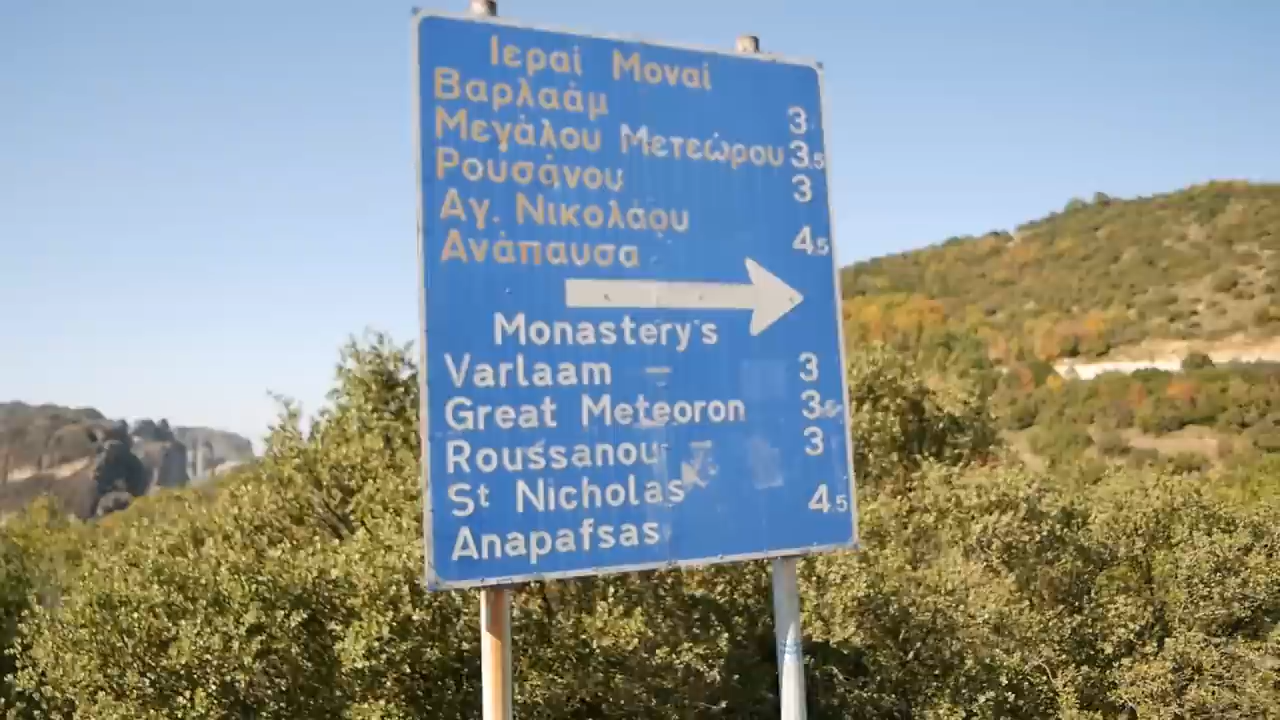 Ιεραί Μοναί
Βαρλαάμ 3
Μεγάλου Μετεώρου 3.5
Ρουσάνου 3
Αγ. Νικολάου
Ανάπαυσα 4.5
Monastery's
Varlaam 3
Great Meteoron 3.5
Roussanou 3
St Nicholas
Anapafsas 4.5